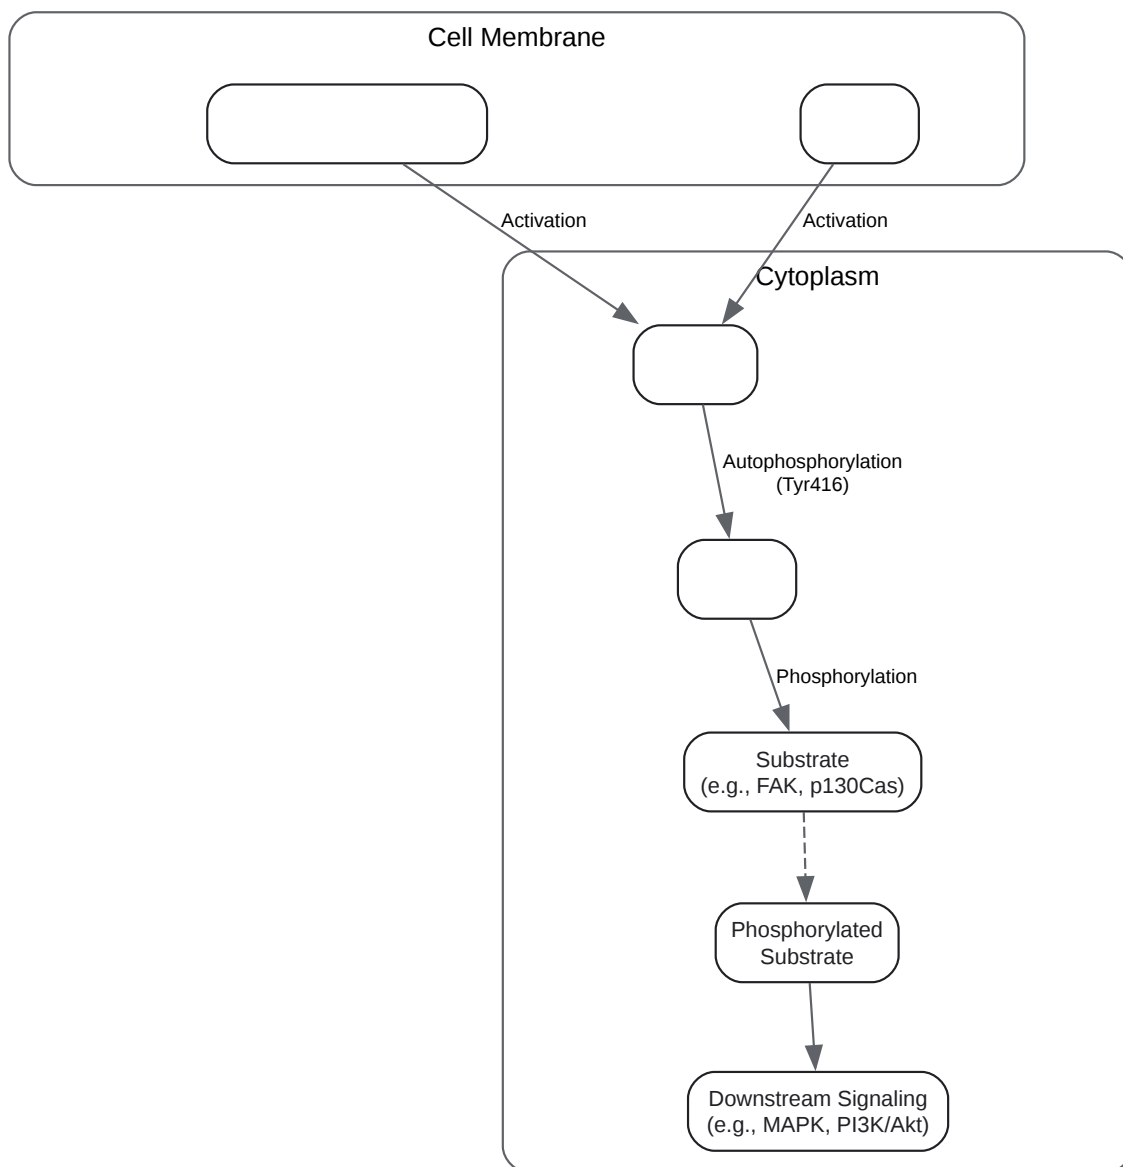 Cell Membrane
Activation
Activation
Cytoplasm
Autophosphorylation
(Tyr416)
Phosphorylation
Substrate
(e.g., FAK, p130Cas)
Phosphorylated
Substrate
Downstream Signaling
(e.g., MAPK, PI3K/Akt)